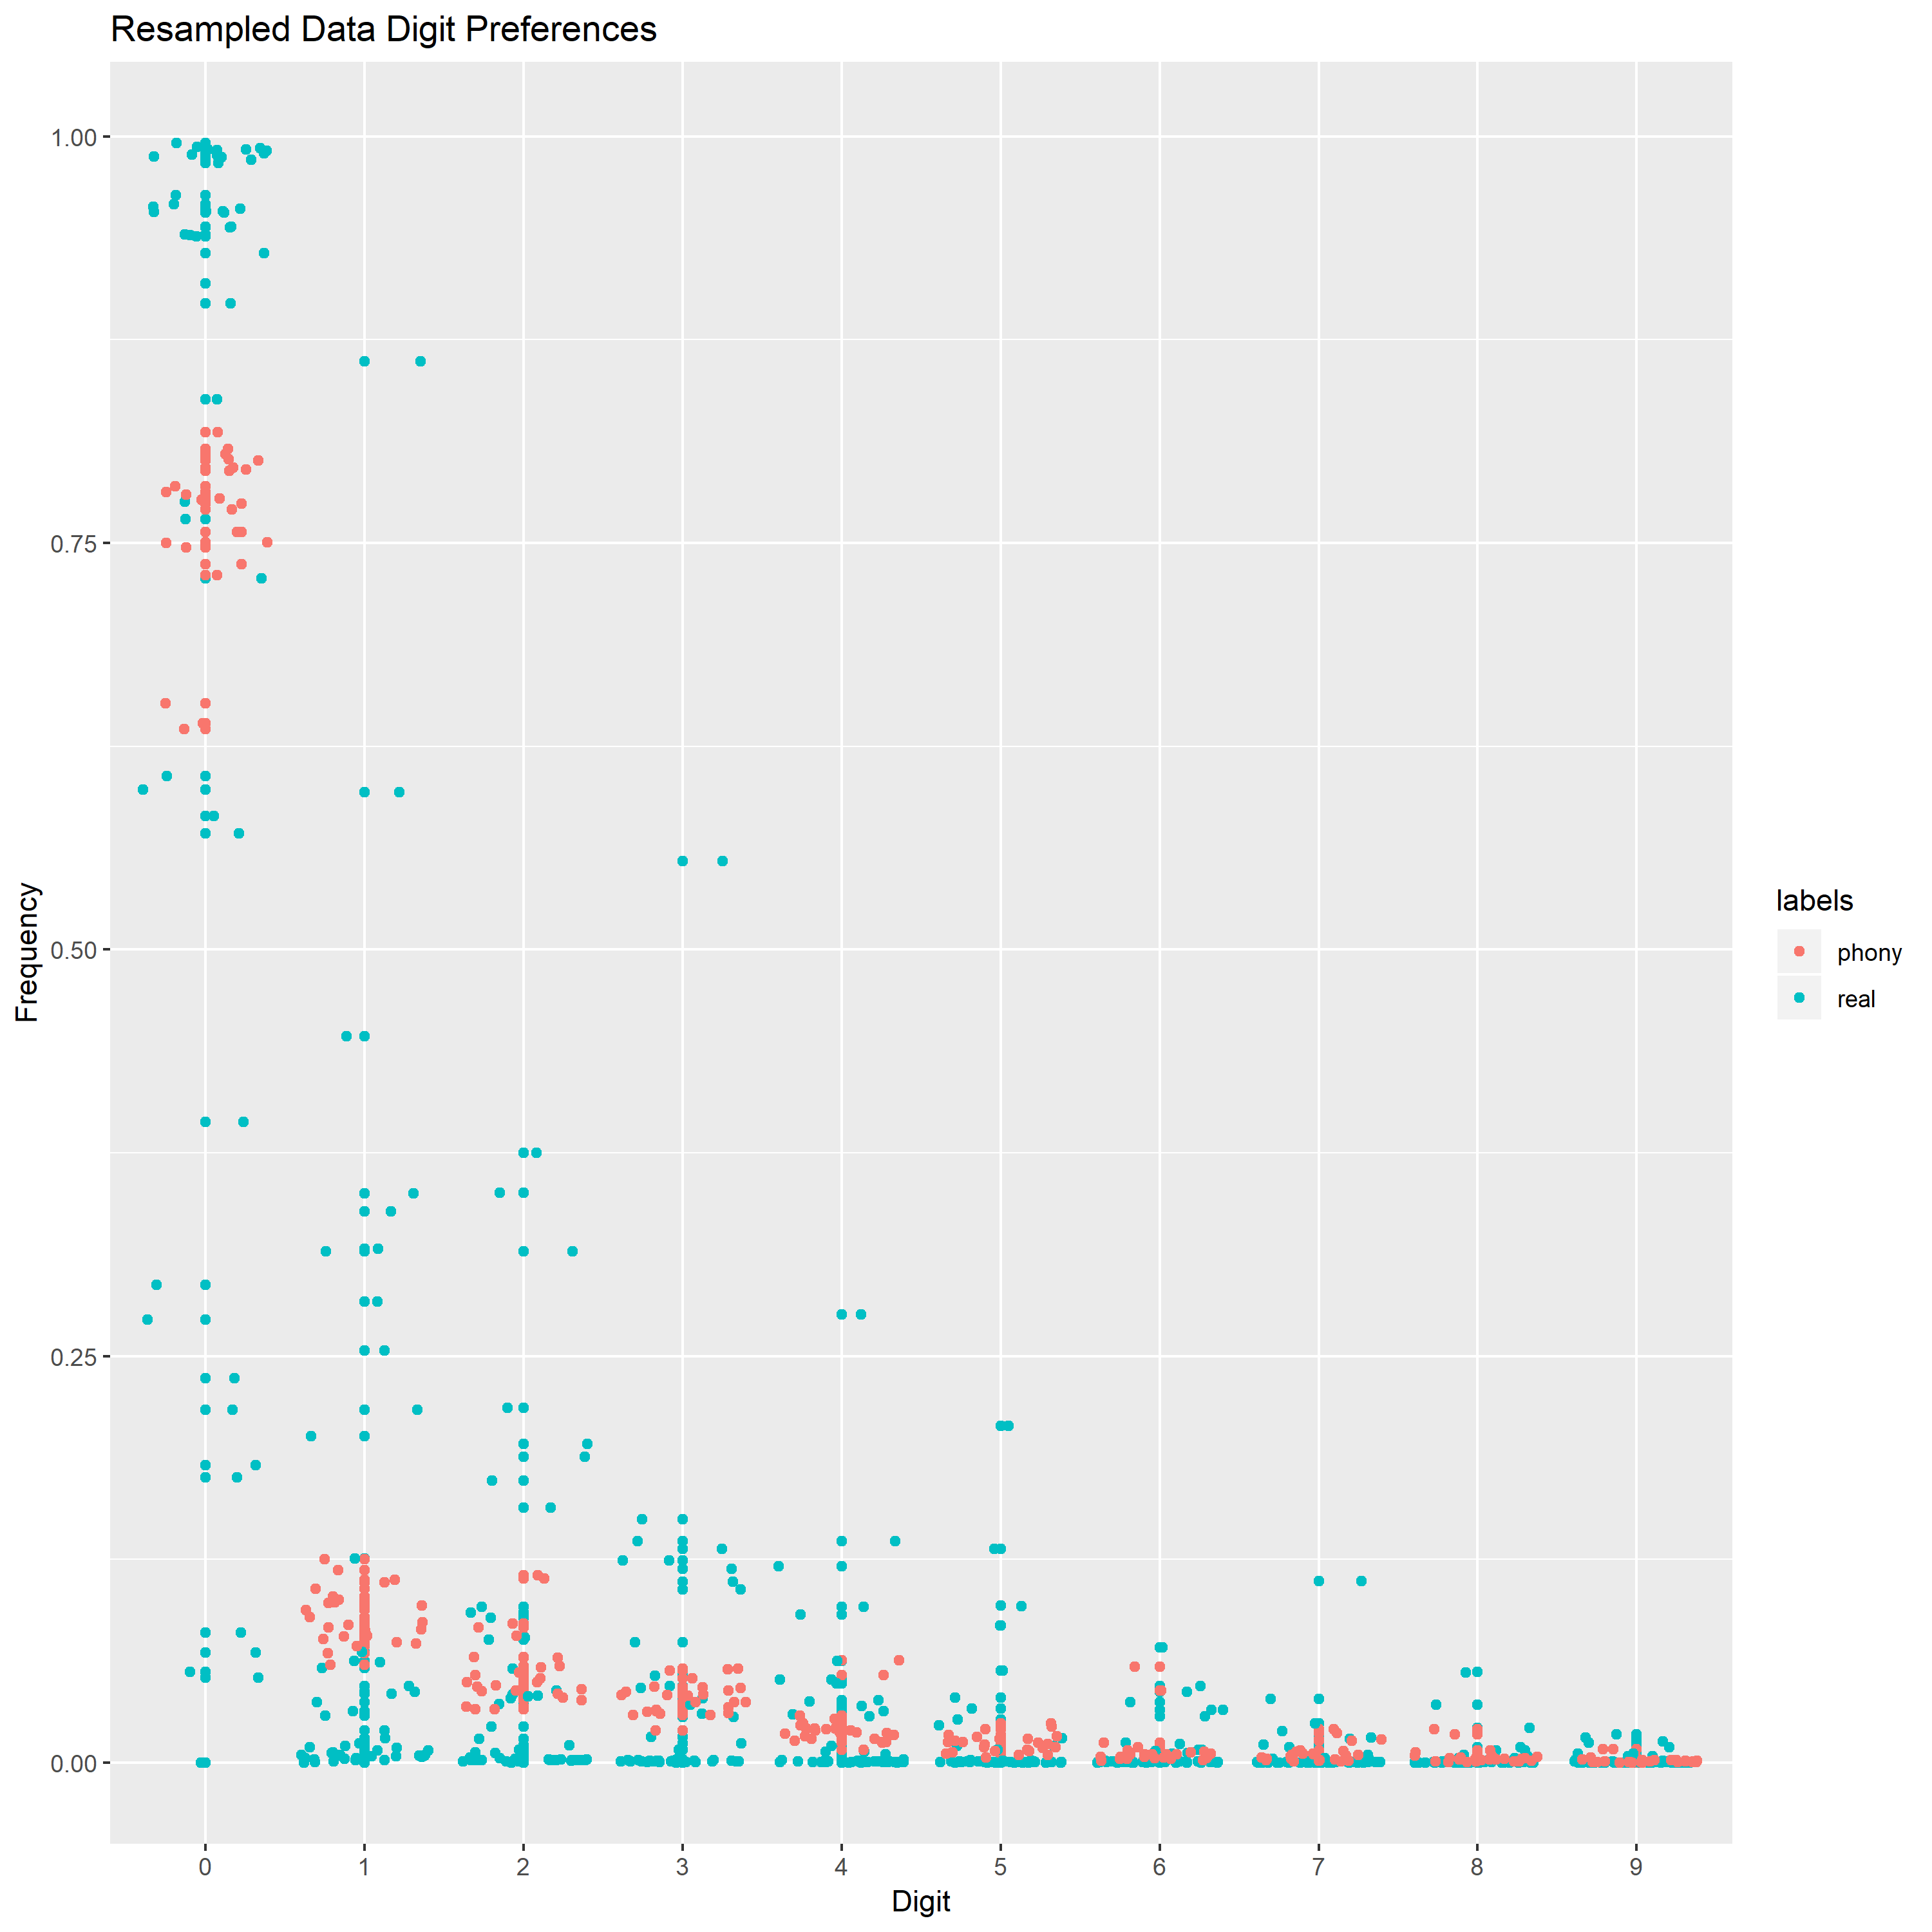 Resampled Data Digit Preferences
1.00
0.75
0.50
0.25
0.00
Frequency
0 1 2 3 4 5 6 7 8 9
Digit
labels
phony
real